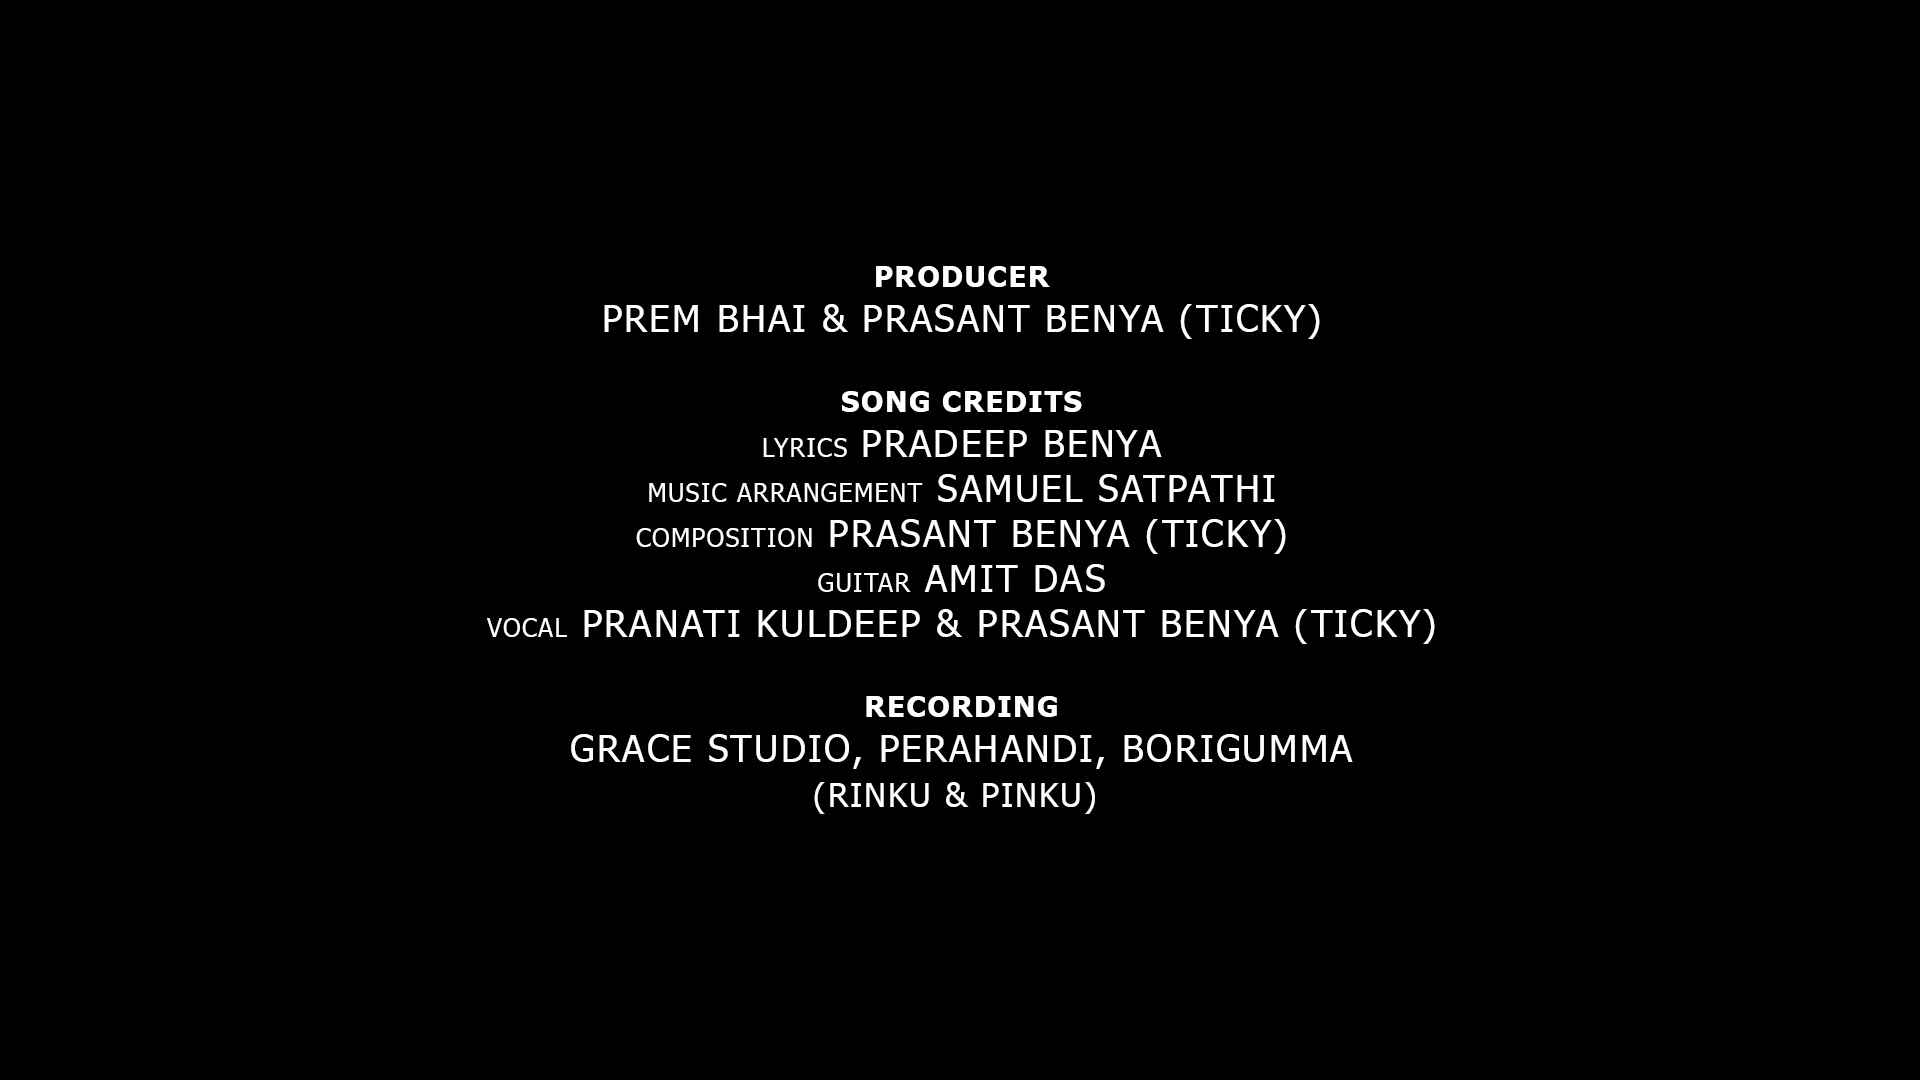 PRODUCER
PREM BHAI & PRASANT BENYA (TICKY)
SONG CREDITS
LYRICS PRADEEP BENYA
MUSIC ARRANGEMENT SAMUEL SATPATHI
COMPOSITION PRASANT BENYA (TICKY)
GUITAR AMIT DAS
VOCAL PRANATI KULDEEP & PRASANT BENYA (TICKY)
RECORDING
GRACE STUDIO, PERAHANDI, BORIGUMMA
(RINKU & PINKU)